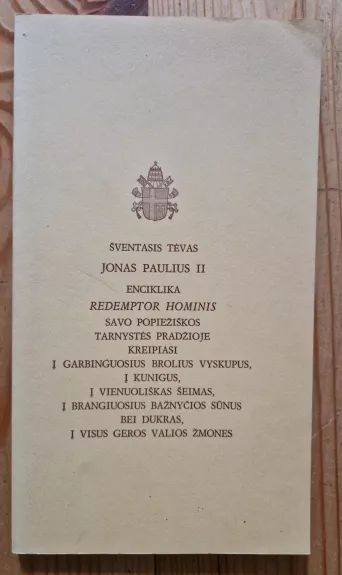 ŠVENTASIS TĖVAS
JONAS PAULIUS II
ENCIKLIKA
REDEMPTOR HOMINIS
SAVO POPIEŽIŠKOS
TARNYSTĖS PRADŽIOJE
KREIPIASI
Į GARBINGUOSIUS BROLIUS VYSKUPUS,
Į KUNIGUS,
Į VIENUOLIŠKAS ŠEIMAS,
Į BRANGIUOSIUS BAŽNYČIOS SŪNUS
BEI DUKRAS,
Į VISUS GEROS VALIOS ŽMONES